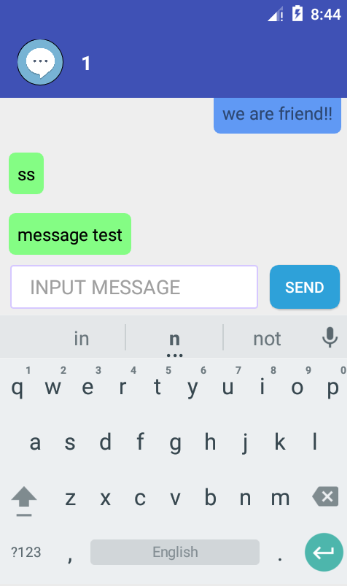 8:44
1
we are friend!!
ss
message test
INPUT MESSAGE
SEND
in n not
1 2 3 4 5 6 7 8 9 0
q w e r t y u i o p
a s d f g h j k l
z x c v b n m
?123 , English .